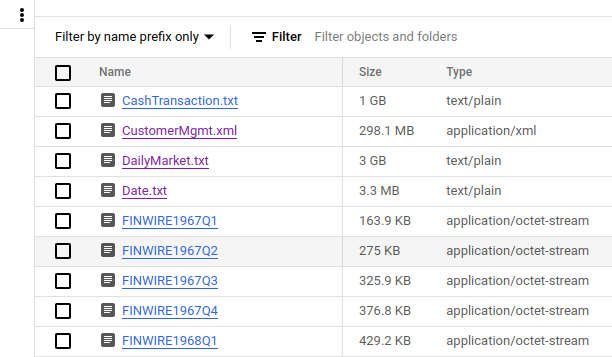 Filter by name prefix only Filter Filter objects and folders
Name Size Type
CashTransaction.txt 1 GB text/plain
CustomerMgmt.xml 298.1 MB application/xml
DailyMarket.txt 3 GB text/plain
Date.txt 3.3 MB text/plain
FINWIRE1967Q1 163.9 KB application/octet-stream
FINWIRE1967Q2 275 KB application/octet-stream
FINWIRE1967Q3 325.9 KB application/octet-stream
FINWIRE1967Q4 376.8 KB application/octet-stream
FINWIRE1968Q1 429.2 KB application/octet-stream